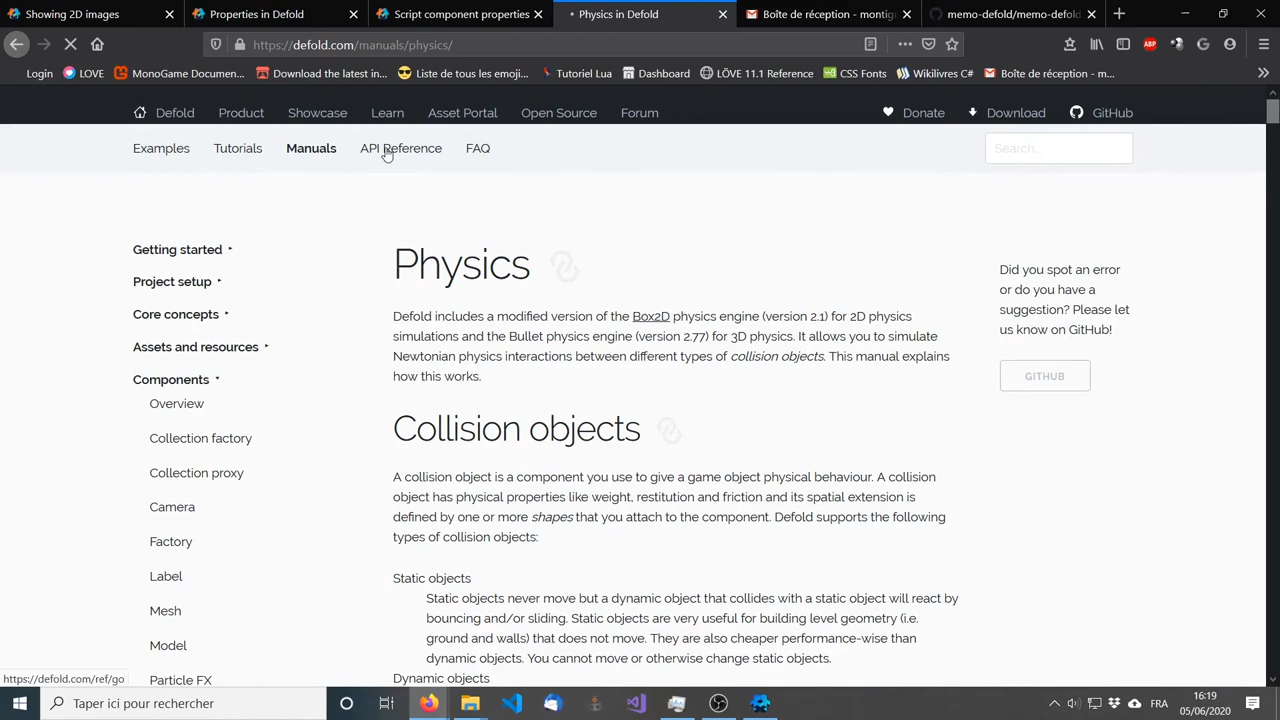 Showing 2D images
Properties in Defold
Script component properties
Physics in Defold
Boîte de réception - montig
memo-defold/memo-defold
https://defold.com/manuals/physics/
Login
LOVE
MonoGame Documen...
Download the latest in...
Liste de tous les emoj...
Tutoriel Lua
Dashboard
LÖVE 11.1 Reference
CSS Fonts
Wikilivres C#
Boîte de réception - m...
Defold
Product
Showcase
Learn
Asset Portal
Open Source
Forum
Donate
Download
GitHub
Examples
Tutorials
Manuals
API Reference
FAQ
Search...
Getting started
Project setup
Core concepts
Assets and resources
Components
Overview
Collection factory
Collection proxy
Camera
Factory
Label
Mesh
Model
Particle FX
Physics
Defold includes a modified version of the Box2D physics engine (version 2.1) for 2D physics
simulations and the Bullet physics engine (version 2.77) for 3D physics. It allows you to simulate
Newtonian physics interactions between different types of collision objects. This manual explains
how this works.
Collision objects
A collision object is a component you use to give a game object physical behaviour. A collision
object has physical properties like weight, restitution and friction and its spatial extension is
defined by one or more shapes that you attach to the component. Defold supports the following
types of collision objects:
Static objects
Static objects never move but a dynamic object that collides with a static object will react by
bouncing and/or sliding. Static objects are very useful for building level geometry (i.e.
ground and walls) that does not move. They are also cheaper performance-wise than
dynamic objects. You cannot move or otherwise change static objects.
Dynamic objects
Did you spot an error
or do you have a
suggestion? Please let
us know on GitHub!
GITHUB
https://defold.com/ref/go
Taper ici pour rechercher
FRA
16:19
05/06/2020